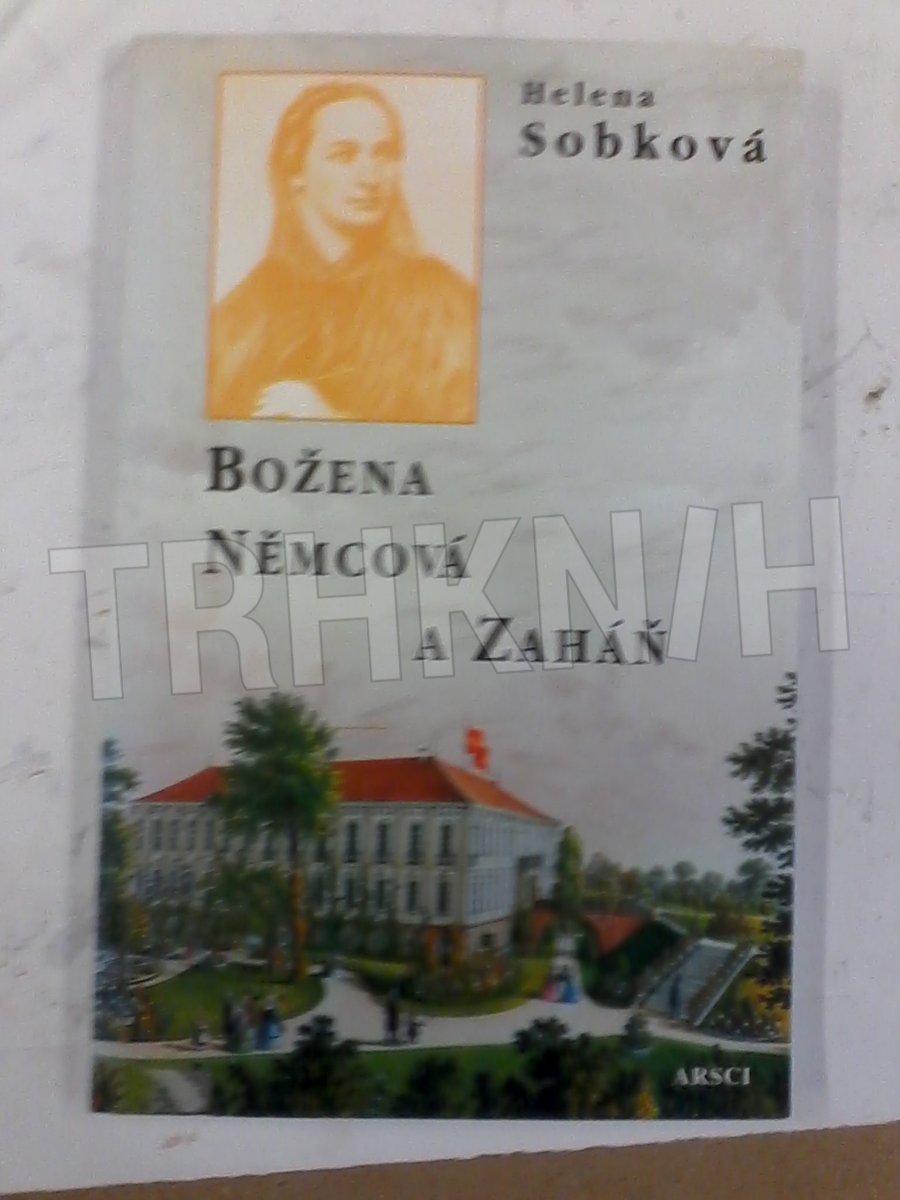 Helena
Sobková
BOŽENA
NĚMCOVÁ
A ZAHÁŇ
TRHKNIH
ARSCI